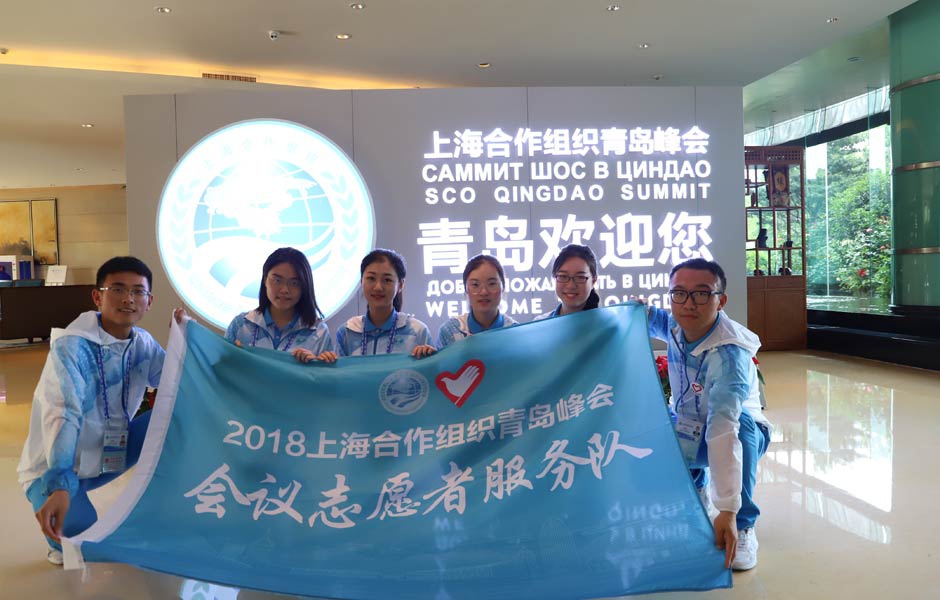 上海合作组织青岛峰会
САММИТ ШОС В ЦИНДАО
SCO QINGDAO SUMMIT
青岛欢迎您
В ЦИН
WELCOME
2018上海合作组织青岛峰会
会议志愿者服务队